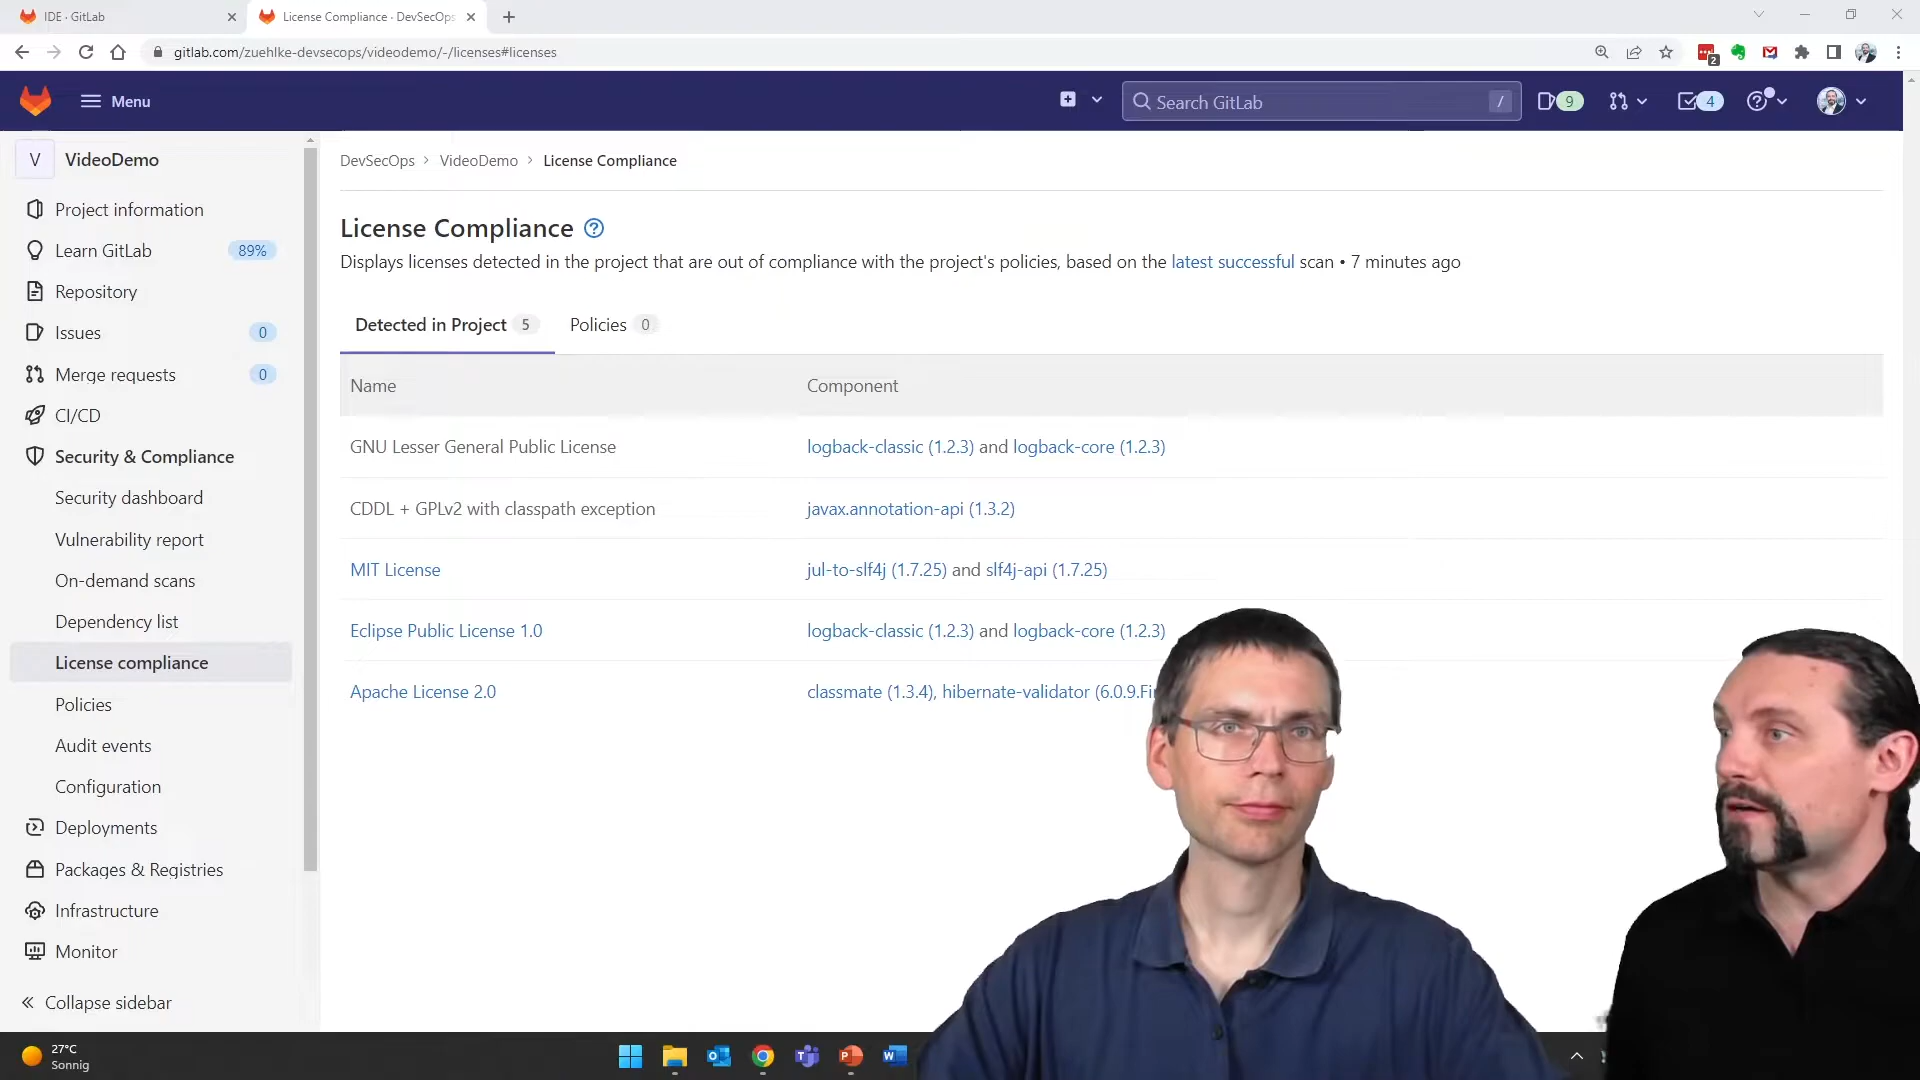 IDE · GitLab
License Compliance · DevSecOps
gitlab.com/zuehlke-devsecops/videodemo/-/licenses#licenses
2
Menu
Search GitLab
/
9
4
V
VideoDemo
Project information
Learn GitLab
89%
Repository
Issues
0
Merge requests
0
CI/CD
Security & Compliance
Security dashboard
Vulnerability report
On-demand scans
Dependency list
License compliance
Policies
Audit events
Configuration
Deployments
Packages & Registries
Infrastructure
Monitor
Collapse sidebar
DevSecOps
VideoDemo
License Compliance
License Compliance
Displays licenses detected in the project that are out of compliance with the project's policies, based on the latest successful scan • 7 minutes ago
Detected in Project 5
Policies 0
Name Component
GNU Lesser General Public License logback-classic (1.2.3) and logback-core (1.2.3)
CDDL + GPLv2 with classpath exception javax.annotation-api (1.3.2)
MIT License jul-to-slf4j (1.7.25) and slf4j-api (1.7.25)
Eclipse Public License 1.0 logback-classic (1.2.3) and logback-core (1.2.3)
Apache License 2.0 classmate (1.3.4), hibernate-validator (6.0.9.Fi
27°C
Sonnig